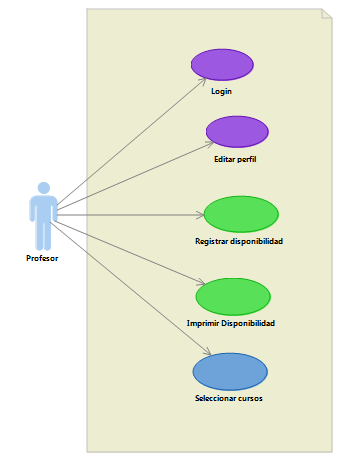 Login
Editar perfil
Registrar disponibilidad
Profesor
Imprimir Disponibilidad
Seleccionar cursos